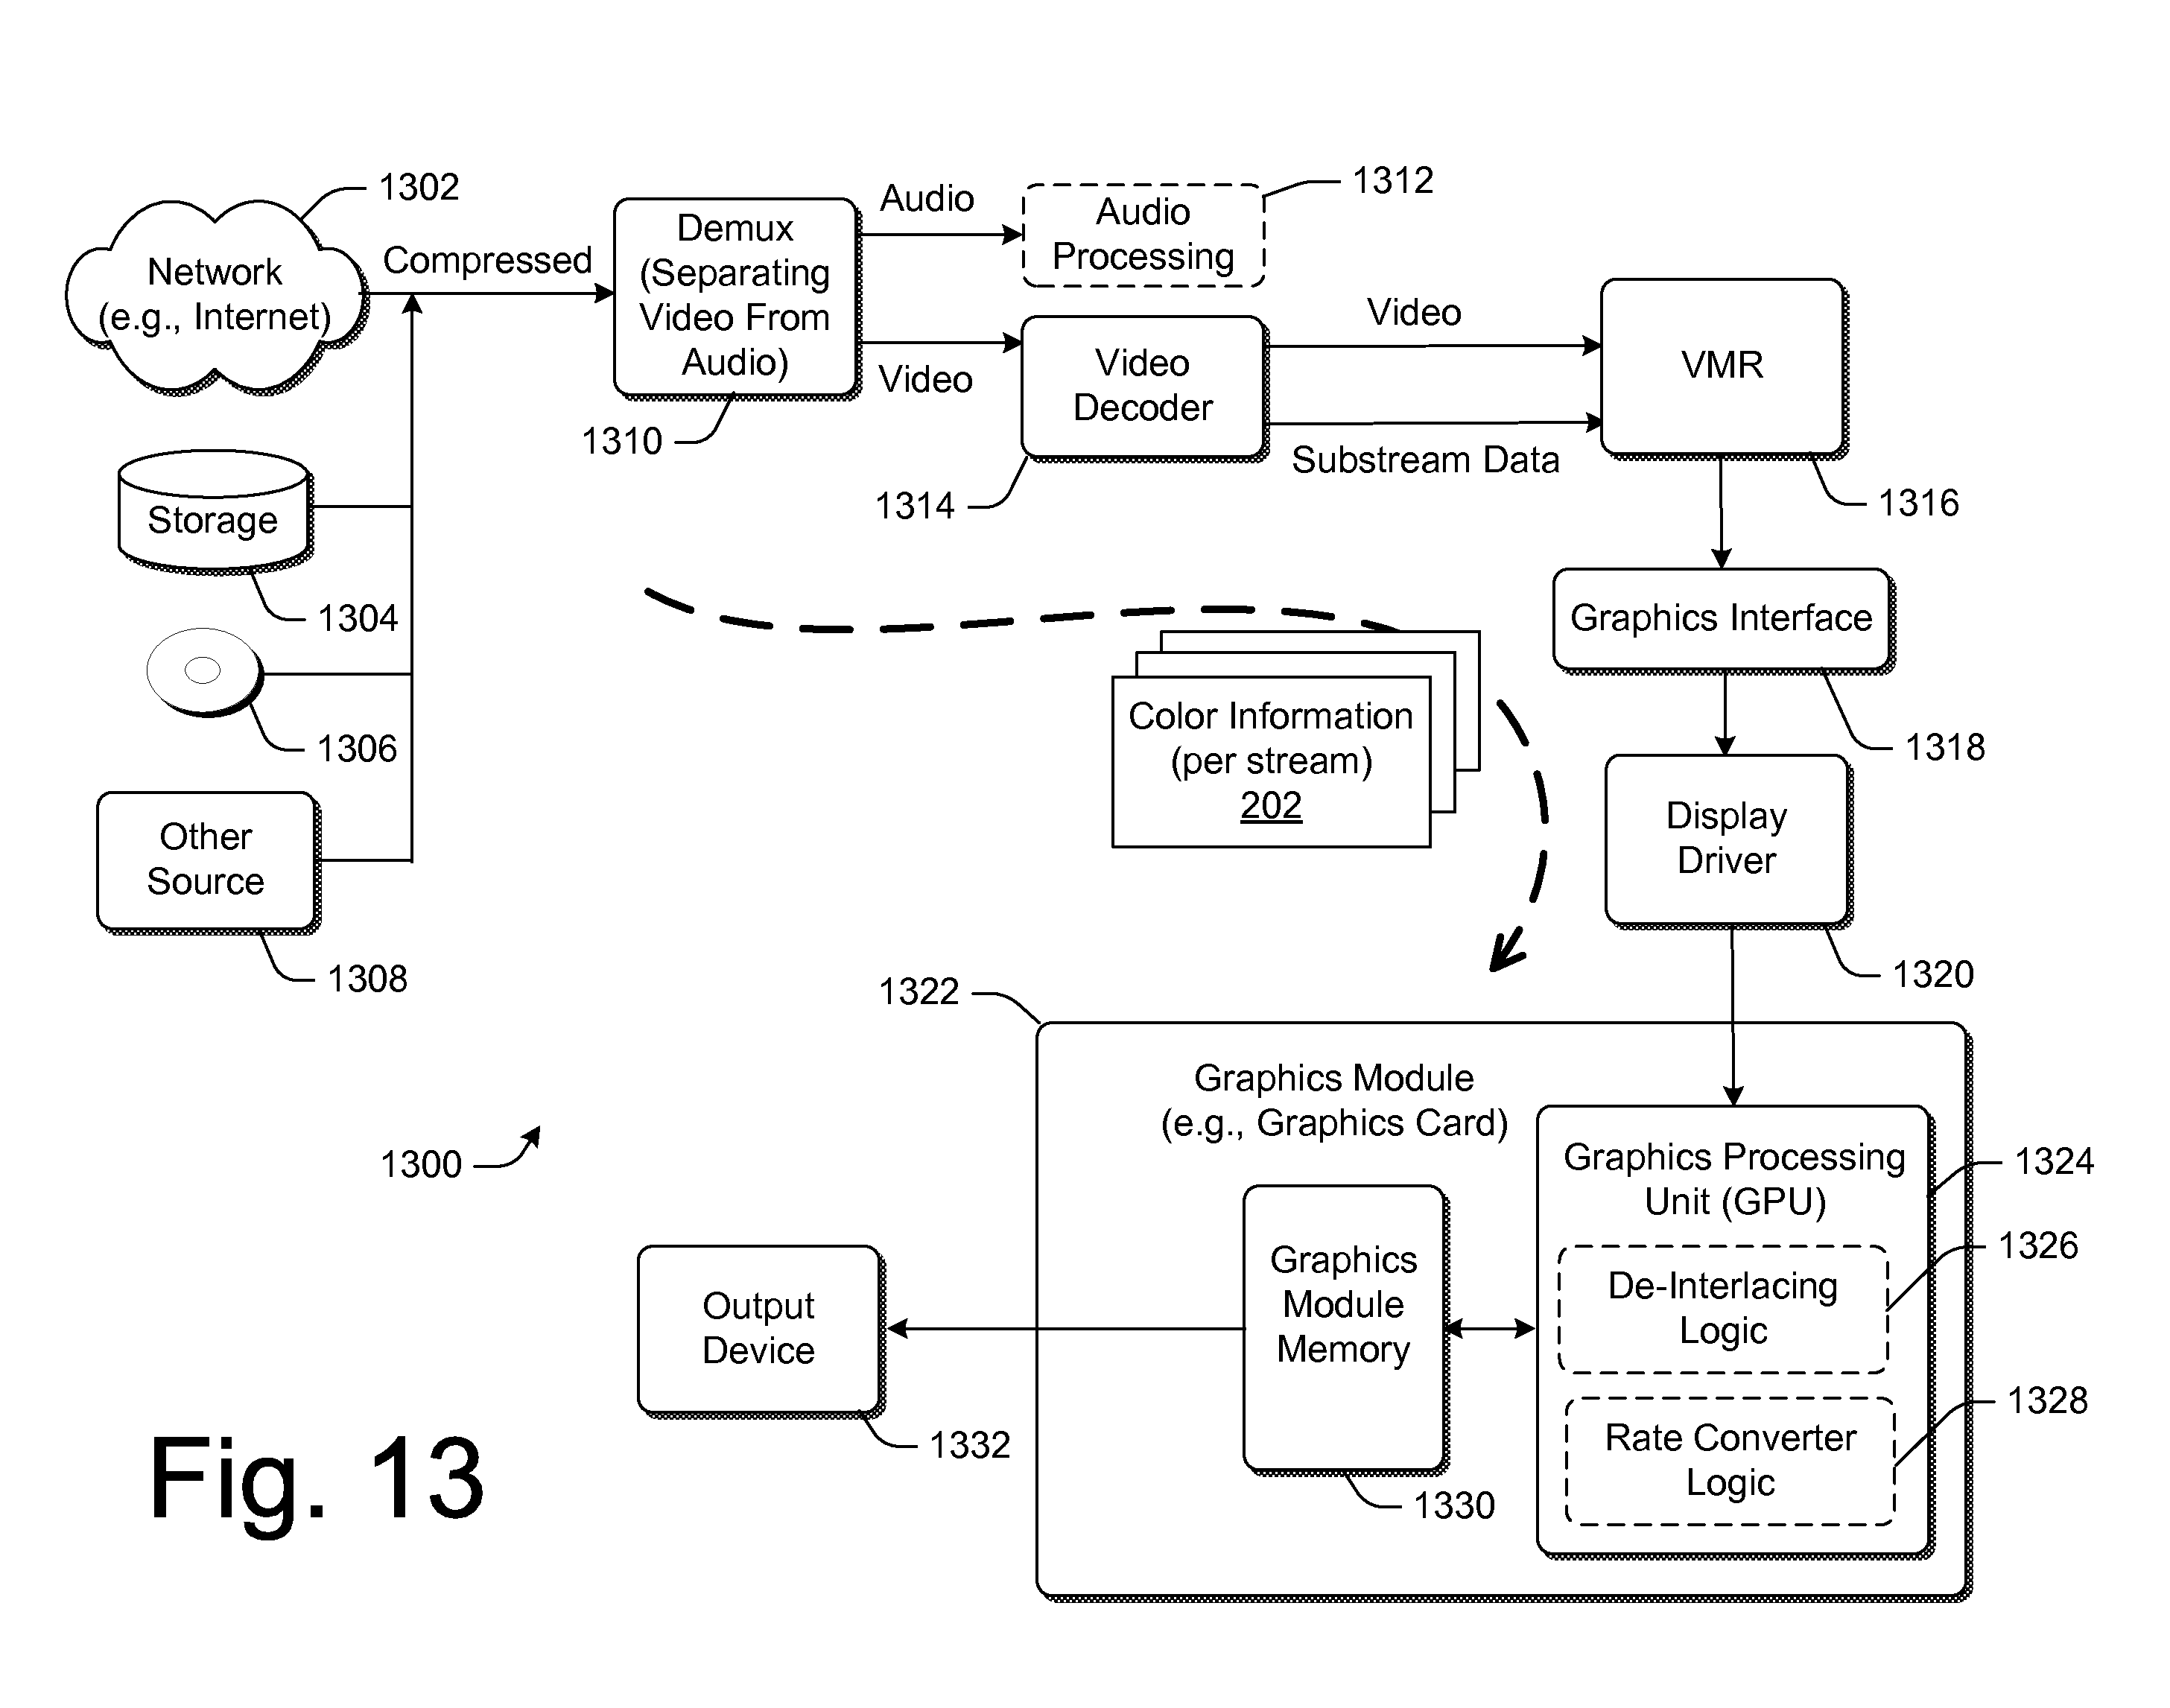 1302
Network
(e.g., Internet)
Compressed
Demux
(Separating
Video From
Audio)
1310
Audio
Video
Audio
Processing
1312
Video
Decoder
1314
Video
Substream Data
VMR
1316
Storage
1304
1306
Other
Source
1308
Graphics Interface
1318
Color Information
(per stream)
202
Display
Driver
1320
1322
Graphics Module
(e.g., Graphics Card)
Graphics Processing
Unit (GPU)
1324
De-Interlacing
Logic
1326
Rate Converter
Logic
1328
Graphics
Module
Memory
1330
1300
Output
Device
1332
Fig. 13